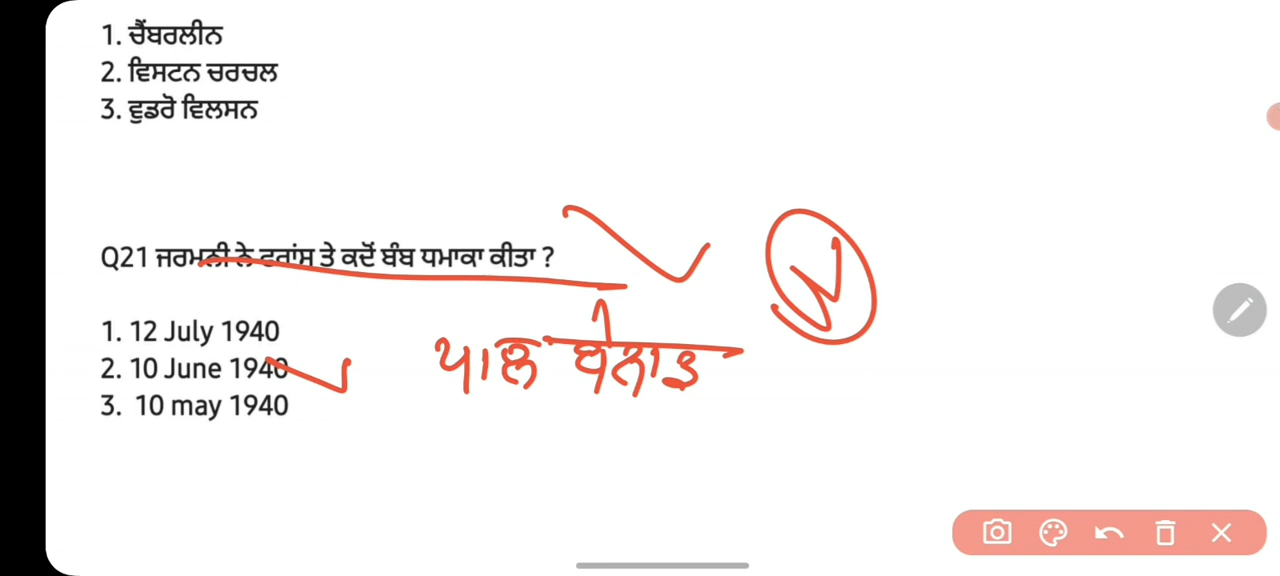 1. ਚੈਂਬਰਲੀਨ
2. ਵਿਸਟਨ ਚਰਚਲ
3. ਵੁਡਰੋ ਵਿਲਸਨ
Q21 ਜਰਮਨੀ ਨੇ ਫਰਾਂਸ ਤੇ ਕਦੋਂ ਬੰਬ ਧਮਾਕਾ ਕੀਤਾ ?
1. 12 July 1940
2. 10 June 1940
3. 10 may 1940
ਪਾਲ